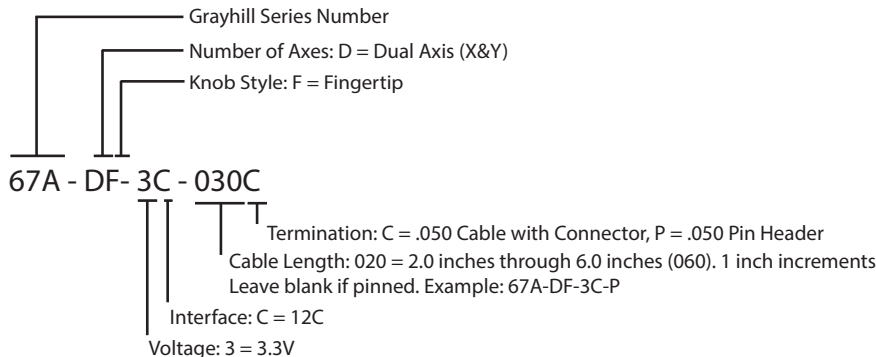 Grayhill Series Number
Number of Axes: D = Dual Axis (X&Y)
Knob Style: F = Fingertip
67A - DF- 3C - 030C
Termination: C = .050 Cable with Connector, P = .050 Pin Header
Cable Length: 020 = 2.0 inches through 6.0 inches (060). 1 inch increments
Leave blank if pinned. Example: 67A-DF-3C-P
Interface: C = 12C
Voltage: 3 = 3.3V